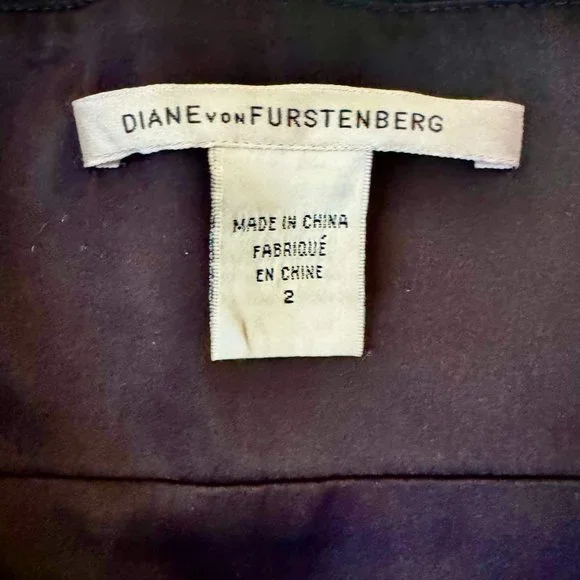 DIANE VON FURSTENBERG
MADE IN CHINA
FABRIQUÉ
EN CHINE
2